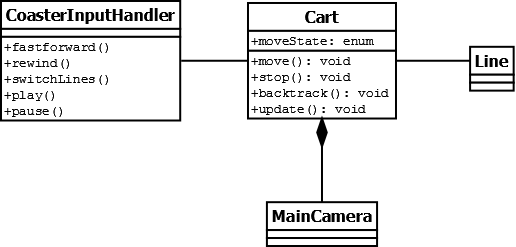 CoasterInputHandler
+fastforward()
+rewind()
+switchLines()
+play()
+pause()
Cart
+moveState: enum
+move(): void
+stop(): void
+backtrack(): void
+update(): void
Line
MainCamera